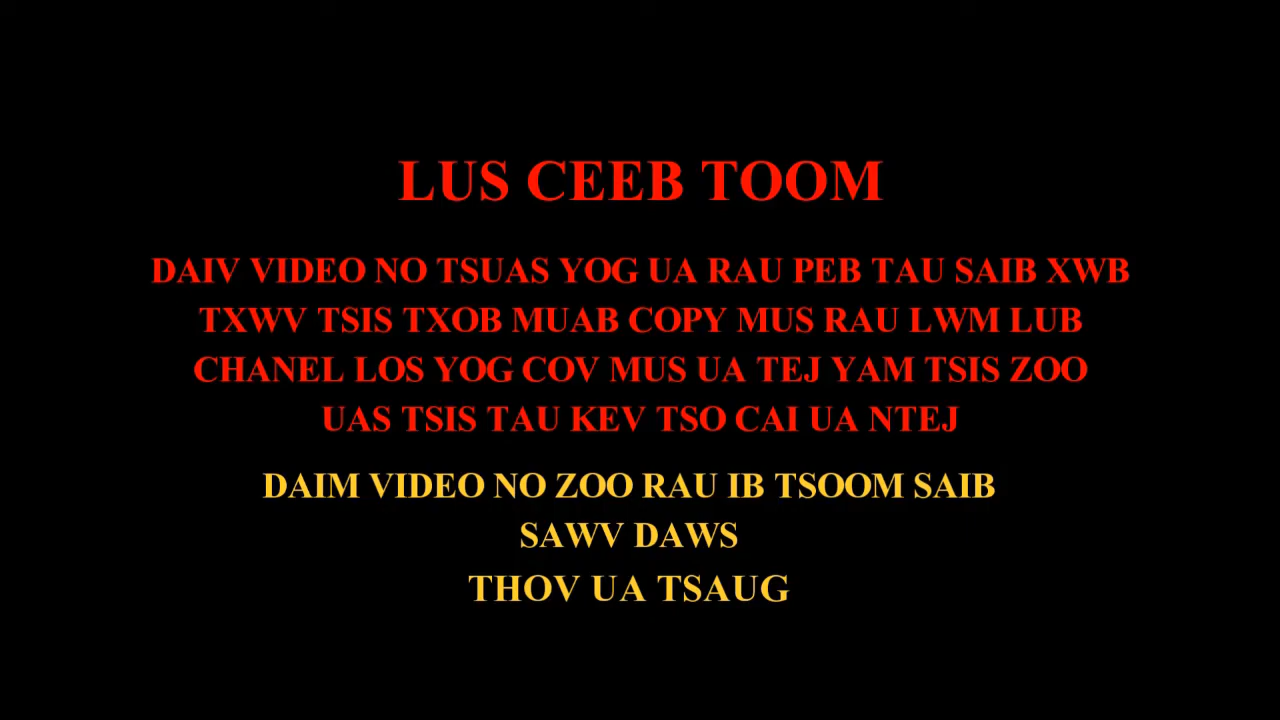 LUS CEEB TOOM
DAIV VIDEO NO TSUAS YOG UA RAU PEB TAU SAIB XWB
TXWV TSIS TXOB MUAB COPY MUS RAU LWM LUB
CHANEL LOS YOG COV MUS UA TEJ YAM TSIS ZOO
UAS TSIS TAU KEV TSO CAI UA NTEJ
DAIM VIDEO NO ZOO RAU IB TSOOM SAIB
SAWV DAWS
THOV UA TSAUG